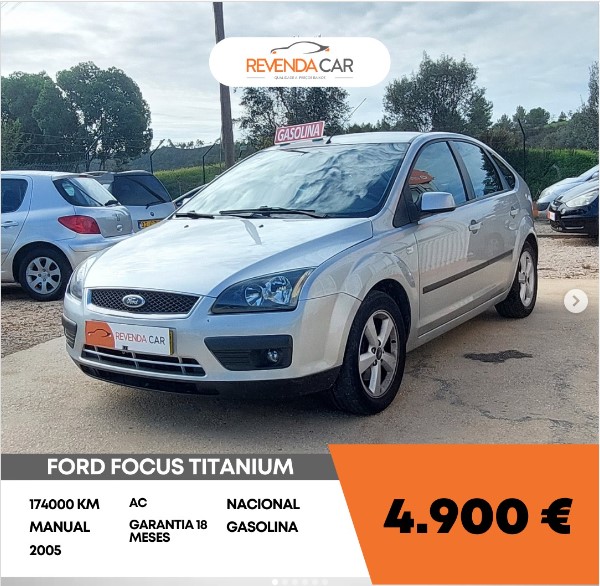 REVENDA CAR
GASOLINA
Ford
REVENDA CAR
FORD FOCUS TITANIUM
174000 KM
MANUAL
2005
AC
GARANTIA 18
MESES
NACIONAL
GASOLINA
4.900 €